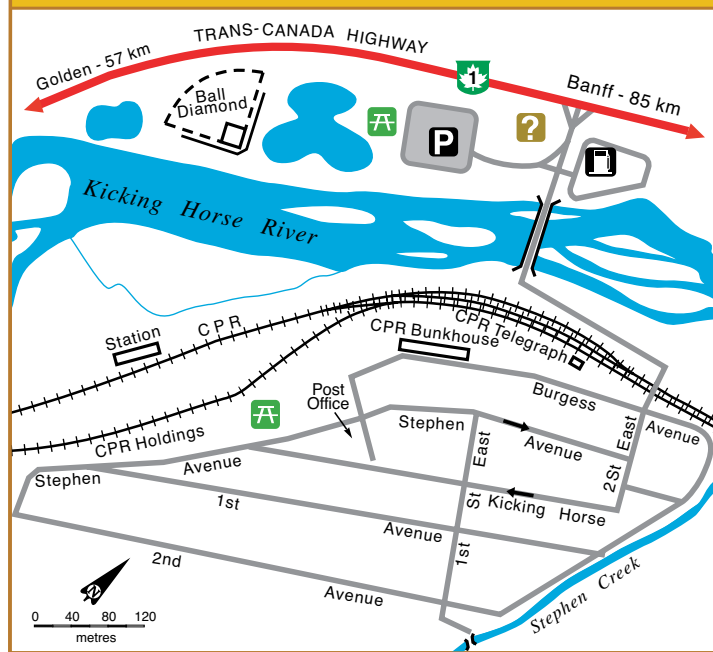 TRANS-CANADA HIGHWAY
Golden - 57 km
1
Banff - 85 km
Ball
Diamond
P
?
Kicking Horse River
Station
CPR
CPR Telegraph
CPR Bunkhouse
Post
Office
Burgess
Avenue
Stephen
Avenue
East
East
2 St
CPR Holdings
Avenue
Stephen
Kicking Horse
St
1st
1st
Avenue
2nd
Avenue
Stephen Creek
N
0 40 80 120
metres